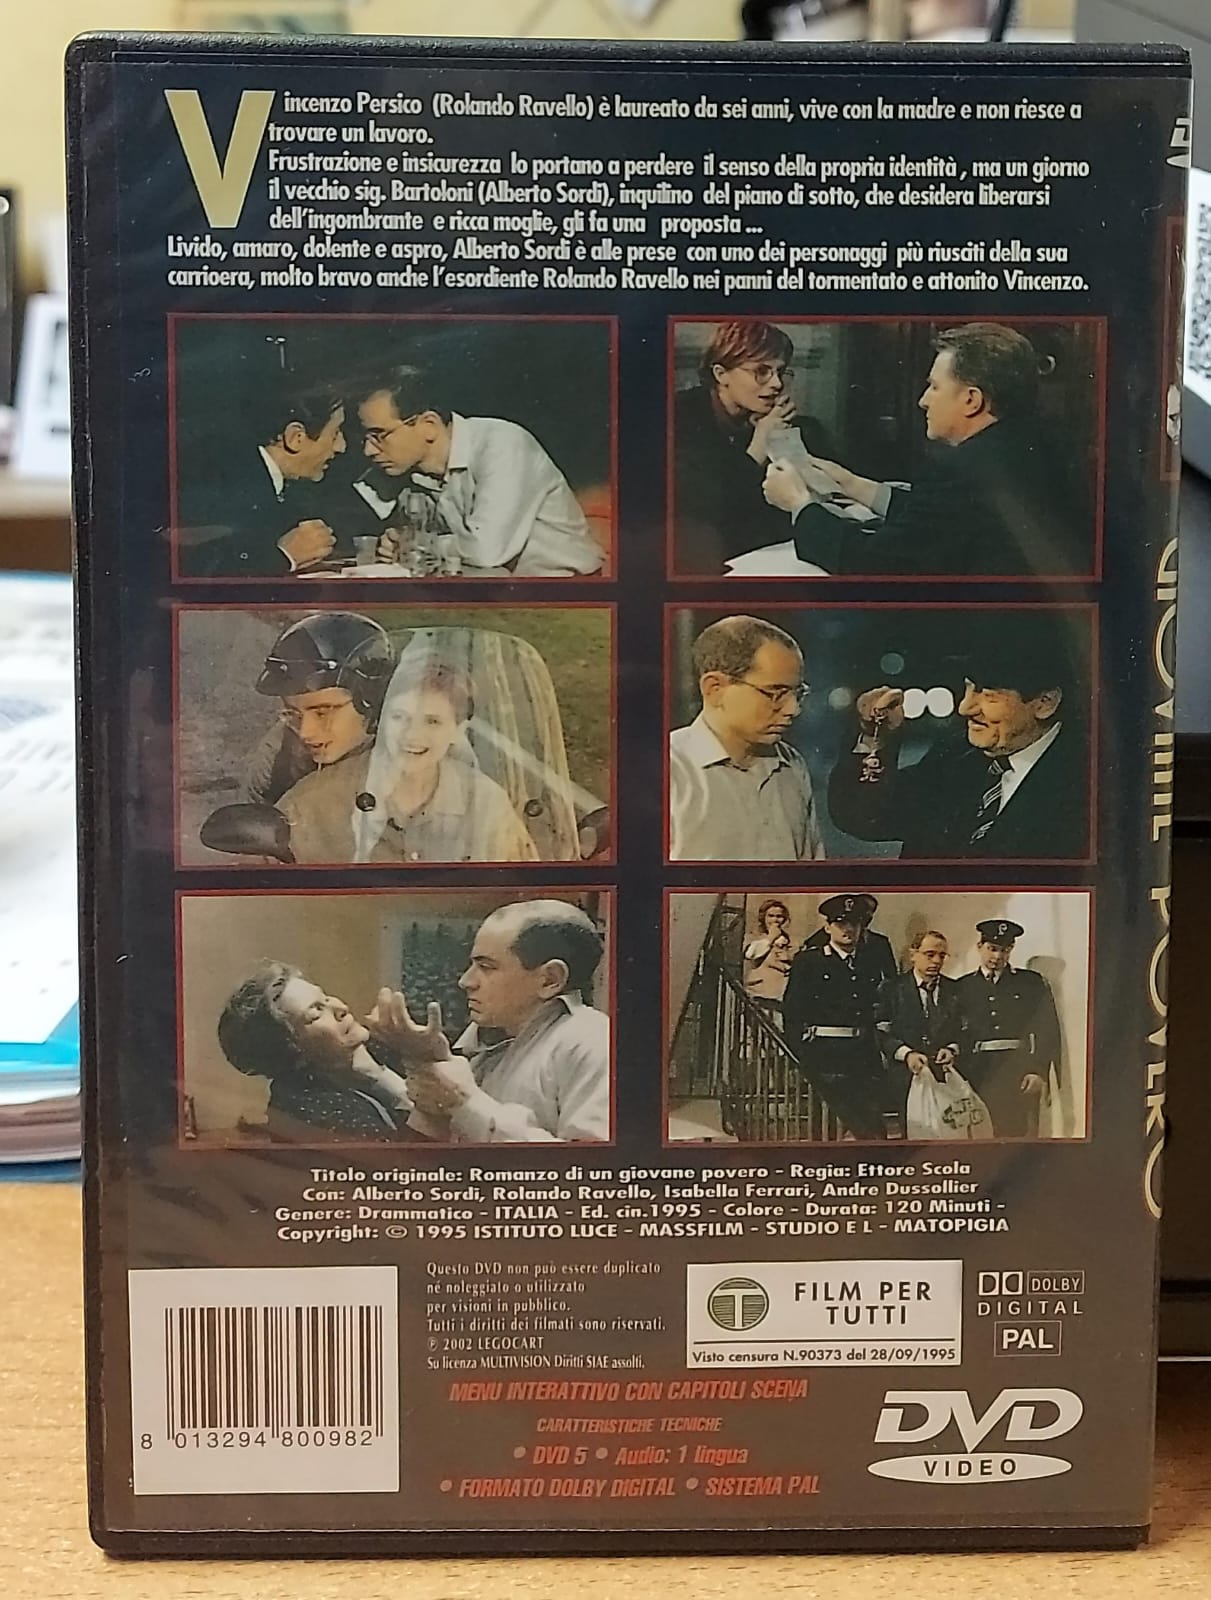 Vincenzo Persico (Rolando Ravello) è laureato da sei anni, vive con la madre e non riesce a
trovare un lavoro.
Frustrazione e insicurezza lo portano a perdere il senso della propria identità, ma un giorno
il vecchio sig. Bartoloni (Alberto Sordi), inquilino del piano di sotto, che desidera liberarsi
dell'ingombrante e ricca moglie, gli fa una proposta ...
Livido, amaro, dolente e aspro, Alberto Sordi è alle prese con uno dei personaggi più riusciti della sua
carrioera, molto bravo anche l'esordiente Rolando Ravello nei panni del tormentato e attonito Vincenzo.
Titolo originale: Romanzo di un giovane povero - Regia: Ettore Scola
Con: Alberto Sordi, Rolando Ravello, Isabella Ferrari, Andre Dussollier
Genere: Drammatico - ITALIA - Ed. cin.1995 - Colore - Durata: 120 Minuti -
Copyright: © 1995 ISTITUTO LUCE - MASSFILM - STUDIO E L - MATOPIGIA
Questo DVD non può essere duplicato
né noleggiato o utilizzato
per visioni in pubblico.
Tutti i diritti dei filmati sono riservati.
℗ 2002 LEGOCART
Su licenza MULTIVISION Diritti SIAE assolti.
T FILM PER
TUTTI
Visto censura N.90373 del 28/09/1995
DOLBY
DIGITAL
PAL
MENU INTERATTIVO CON CAPITOLI SCENA
CARATTERISTICHE TECNICHE
• DVD 5 • Audio: 1 lingua
• FORMATO DOLBY DIGITAL • SISTEMA PAL
DVD
VIDEO
8 013294 800982